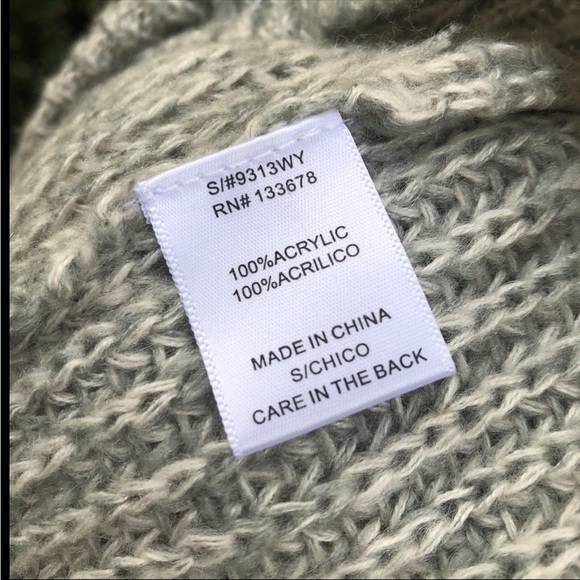 S/#9313WY
RN# 133678
100%ACRYLIC
100%ACRILICO
MADE IN CHINA
S/CHICO
CARE IN THE BACK